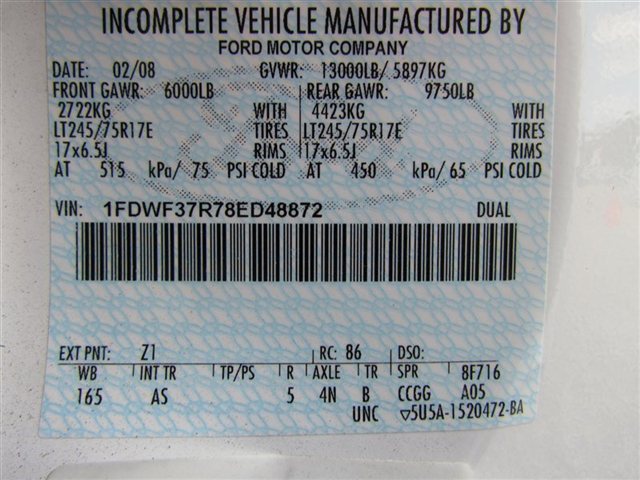 INCOMPLETE VEHICLE MANUFACTURED BY
FORD MOTOR COMPANY
DATE: 02/08 GVWR: 13000LB/ 5897KG
FRONT GAWR: 6000LB REAR GAWR: 9750LB
2722KG WITH 4423KG WITH
LT245/75R17E TIRES LT245/75R17E TIRES
17x6.5J RIMS 17x6.5J RIMS
AT 515 kPa/ 75 PSI COLD AT 450 kPa/ 65 PSI COLD
VIN: 1FDWF37R78ED48872 DUAL
EXT PNT: Z1 RC: 86 DSO:
WB INT TR TP/PS R AXLE TR SPR 8F716
165 AS 5 4N B CCGG A05
UNC ▽5U5A-1520472-BA